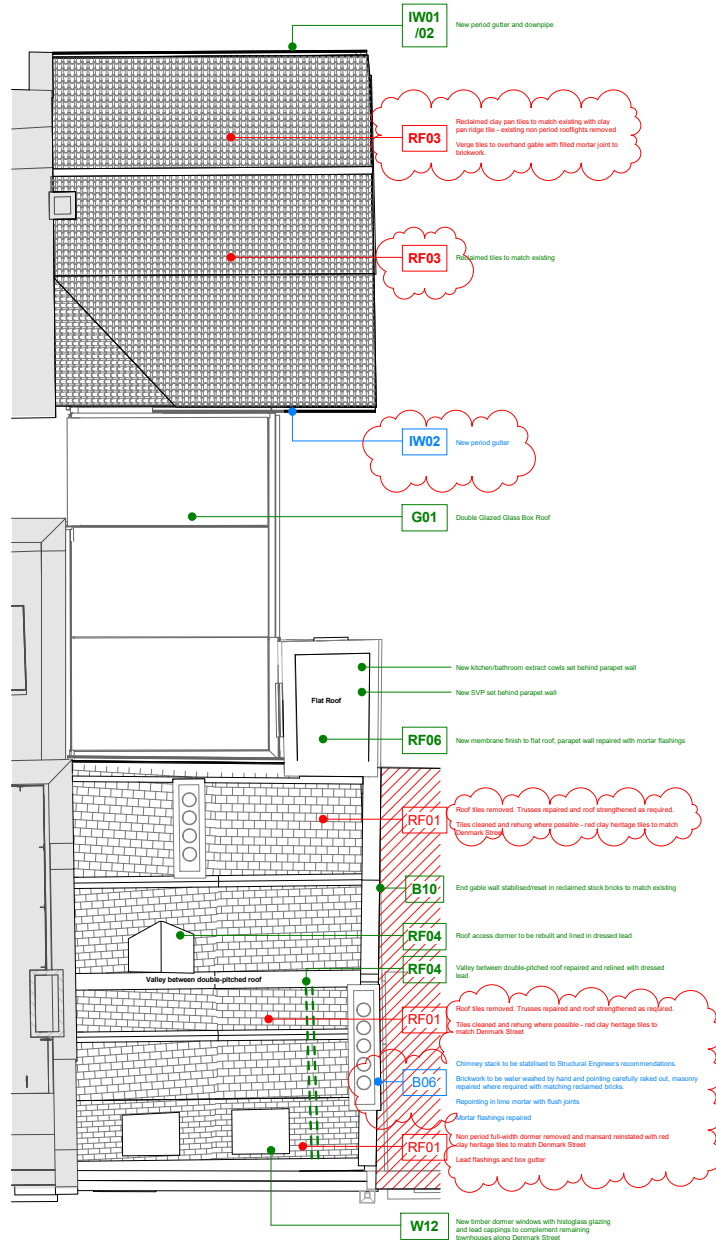 IW01
/02
New period gutter and downpipe
RF03
Reclaimed clay pan tiles to match existing with clay
pan ridge tile - existing non period rooflights removed
Verge tiles to overhand gable with filled mortar joint to
brickwork.
RF03
Reclaimed tiles to match existing
IW02
New period gutter
G01
Double Glazed Glass Box Roof
New kitchen/bathroom extract cowls set behind parapet wall
Flat Roof
New SVP set behind parapet wall
RF06
New membrane finish to flat roof, parapet wall repaired with mortar flashings
RF01
Roof tiles removed. Trusses repaired and roof strengthened as required.
Tiles cleaned and rehung where possible - red clay heritage tiles to match
Denmark Street
B10
End gable wall stabilised/reset in reclaimed stock bricks to match existing
RF04
Roof access dormer to be rebuilt and lined in dressed lead
RF04
Valley between double-pitched roof repaired and relined with dressed
lead
Valley between double-pitched roof
RF01
Roof tiles removed. Trusses repaired and roof strengthened as required.
Tiles cleaned and rehung where possible - red clay heritage tiles to
match Denmark Street
B06
Chimney stack to be stabilised to Structural Engineers recommendations.
Brickwork to be water washed by hand and pointing carefully raked out, masonry
repaired where required with matching reclaimed bricks.
Repointing in lime mortar with flush joints
Mortar flashings repaired
RF01
Non period full-width dormer removed and mansard reinstated with red
clay heritage tiles to match Denmark Street
Lead flashings and box gutter
W12
New timber dormer windows with histoglass glazing
and lead cappings to complement remaining
townhouses along Denmark Street